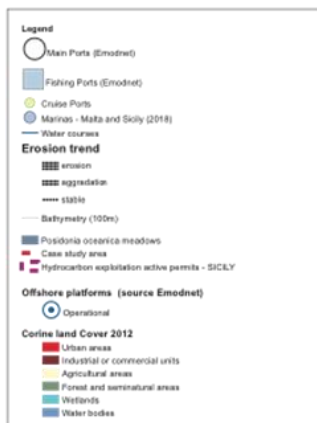 Legend
Main Ports (Emodnet)
Fishing Ports (Emodnet)
Cruise Ports
Marinas - Malta and Sicily (2018)
Water courses
Erosion trend
erosion
aggradation
stable
Bathymetry (100m)
Posidonia oceanica meadows
Case study area
Hydrocarbon exploitation active permits - SICILY
Offshore platforms (source Emodnet)
Operational
Corine land Cover 2012
Urban areas
Industrial or commercial units
Agricultural areas
Forest and seminatural areas
Wetlands
Water bodies